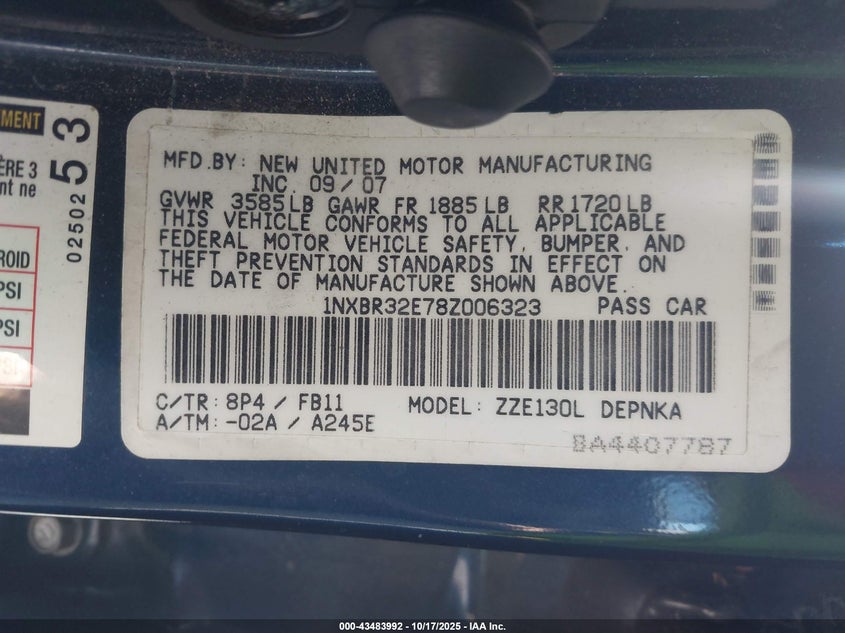 MENT
ÈRE 3
nt ne
02502 53
ROID
PSI
PSI
PSI
MFD.BY: NEW UNITED MOTOR MANUFACTURING
INC. 09/07
GVWR 3585LB GAWR FR 1885LB RR1720LB
THIS VEHICLE CONFORMS TO ALL APPLICABLE
FEDERAL MOTOR VEHICLE SAFETY, BUMPER, AND
THEFT PREVENTION STANDARDS IN EFFECT ON
THE DATE OF MANUFACTURE SHOWN ABOVE.
1NXBR32E78Z006323 PASS CAR
C/TR: 8P4 / FB11 MODEL: ZZE130L DEPNKA
A/TM: -02A / A245E
BA4407787
000-43483992 - 10/17/2025 - IAA Inc.